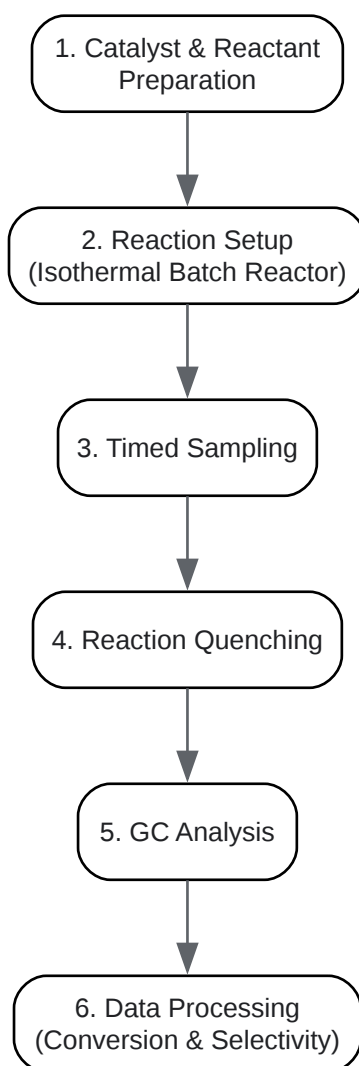 1. Catalyst & Reactant
Preparation
2. Reaction Setup
(Isothermal Batch Reactor)
3. Timed Sampling
4. Reaction Quenching
5. GC Analysis
6. Data Processing
(Conversion & Selectivity)